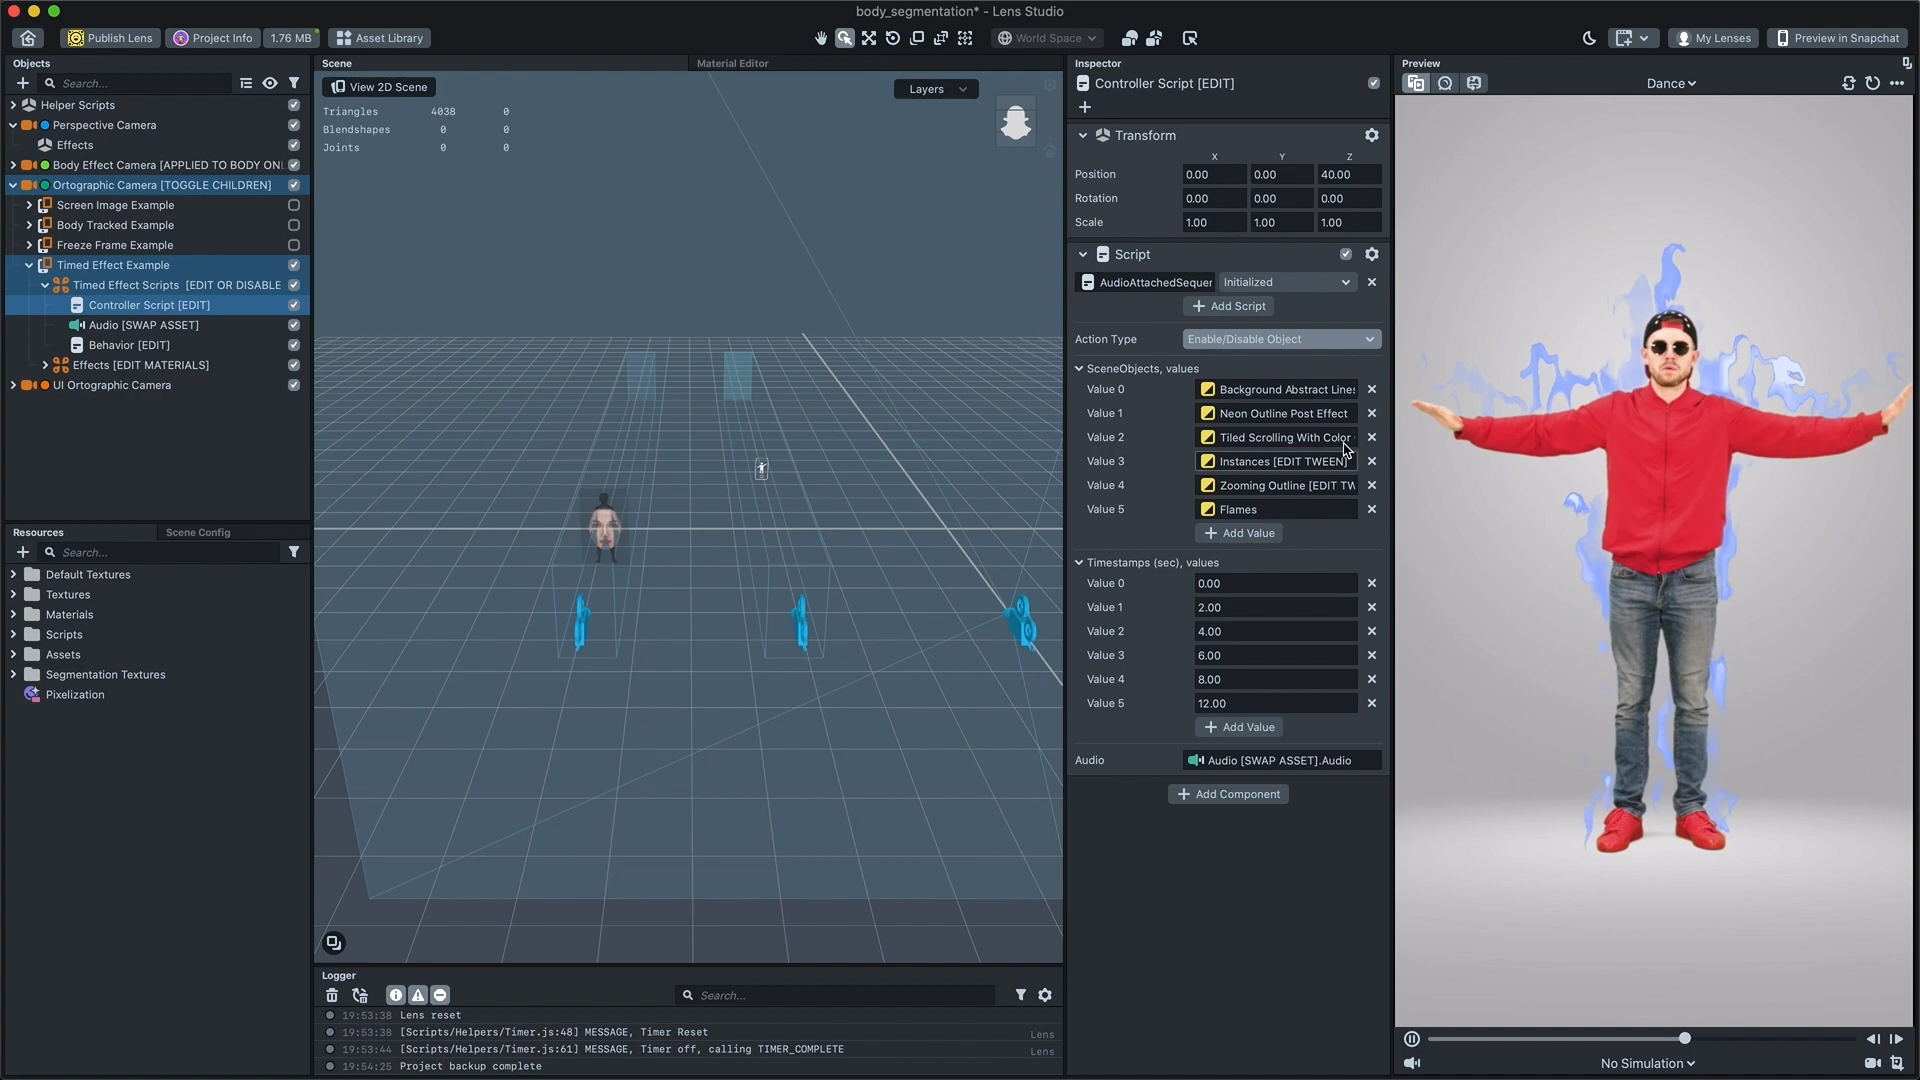 body_segmentation* - Lens Studio
Publish Lens
Project Info
1.76 MB
Asset Library
World Space
My Lenses
Preview in Snapchat
Objects
Search...
Helper Scripts
Perspective Camera
Effects
Body Effect Camera [APPLIED TO BODY ONL
Ortographic Camera [TOGGLE CHILDREN]
Screen Image Example
Body Tracked Example
Freeze Frame Example
Timed Effect Example
Timed Effect Scripts [EDIT OR DISABLE
Controller Script [EDIT]
Audio [SWAP ASSET]
Behavior [EDIT]
Effects [EDIT MATERIALS]
UI Ortographic Camera
Resources
Scene Config
Search...
Default Textures
Textures
Materials
Scripts
Assets
Segmentation Textures
Pixelization
Scene
Material Editor
View 2D Scene
Layers
Triangles 4038 0
Blendshapes 0 0
Joints 0 0
Logger
Search...
19:53:38 Lens reset
19:53:38 [Scripts/Helpers/Timer.js:48] MESSAGE, Timer Reset Lens
19:53:44 [Scripts/Helpers/Timer.js:61] MESSAGE, Timer off, calling TIMER_COMPLETE Lens
19:54:25 Project backup complete
Inspector
Controller Script [EDIT]
Transform
X Y Z
Position 0.00 0.00 40.00
Rotation 0.00 0.00 0.00
Scale 1.00 1.00 1.00
Script
AudioAttachedSequer Initialized
Add Script
Action Type Enable/Disable Object
SceneObjects, values
Value 0 Background Abstract Lines
Value 1 Neon Outline Post Effect
Value 2 Tiled Scrolling With Color
Value 3 Instances [EDIT TWEEN]
Value 4 Zooming Outline [EDIT TW
Value 5 Flames
Add Value
Timestamps (sec), values
Value 0 0.00
Value 1 2.00
Value 2 4.00
Value 3 6.00
Value 4 8.00
Value 5 12.00
Add Value
Audio Audio [SWAP ASSET].Audio
Add Component
Preview
Dance
No Simulation